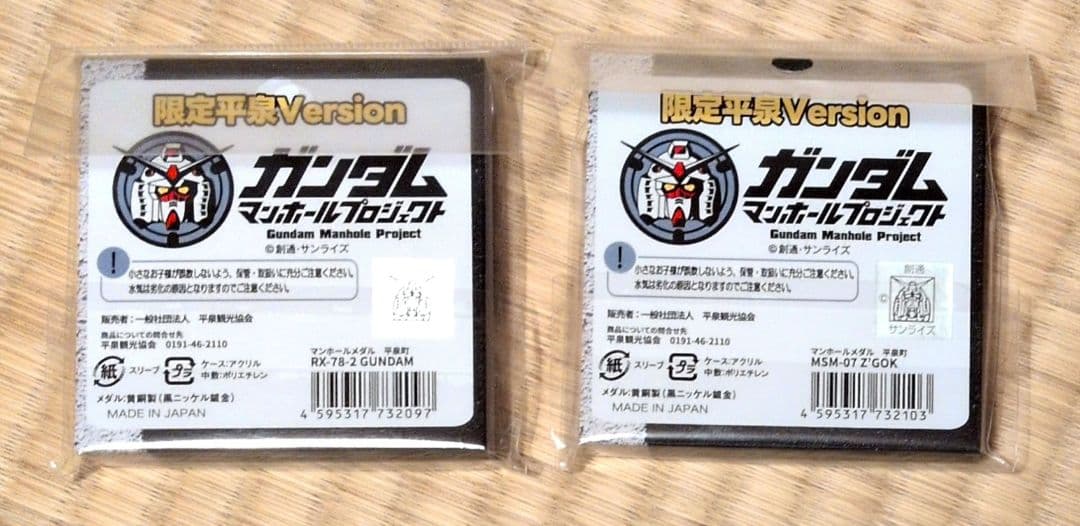 限定平泉Version
ガンダム
マンホールプロジェクト
Gundam Manhole Project
©創通・サンライズ
!
小さなお子様が誤飲しないよう、保管・取扱いに充分ご注意ください。
水気は劣化の原因となりますのでご注意ください。
販売者:一般社団法人 平泉観光協会
商品についての問合せ先
平泉観光協会 0191-46-2110
紙 スリーブ
プラ ケース:アクリル
中敷:ポリエチレン
メダル:黄銅製(黒ニッケル鍍金)
MADE IN JAPAN
マンホールメダル 平泉町
RX-78-2 GUNDAM
4 595317 732097
限定平泉Version
ガンダム
マンホールプロジェクト
Gundam Manhole Project
©創通・サンライズ
!
小さなお子様が誤飲しないよう、保管・取扱いに充分ご注意ください。
水気は劣化の原因となりますのでご注意ください。
創通
©
サンライズ
販売者:一般社団法人 平泉観光協会
商品についての問合せ先
平泉観光協会 0191-46-2110
紙 スリーブ
プラ ケース:アクリル
中敷:ポリエチレン
メダル:黄銅製(黒ニッケル鍍金)
MADE IN JAPAN
マンホールメダル 平泉町
MSM-07 Z'GOK
4 595317 732103